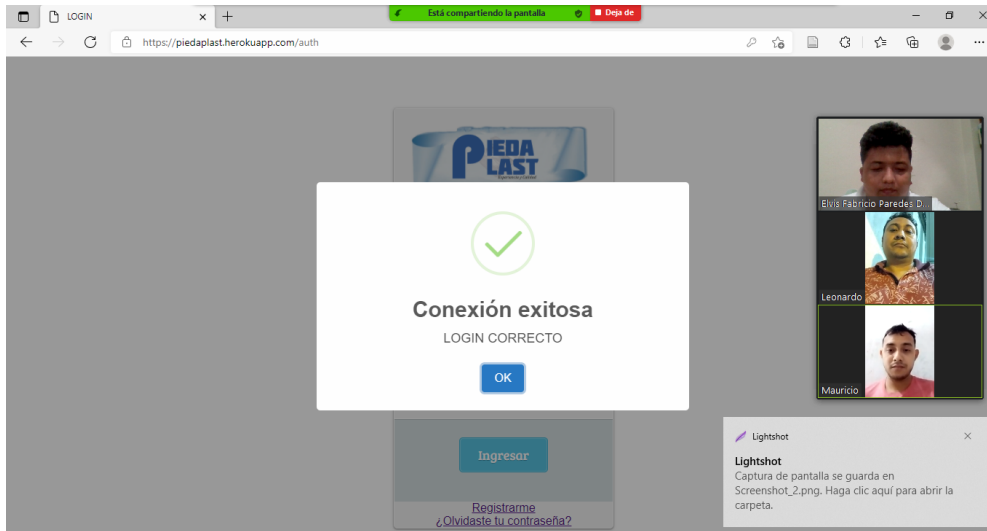 LOGIN
Está compartiendo la pantalla
Deja de
https://piedaplast.herokuapp.com/auth
PIEDA
PLAST
Conexión exitosa
LOGIN CORRECTO
OK
Ingresar
Registrarme
¿Olvidaste tu contraseña?
Elvis Fabricio Paredes D...
Leonardo
Mauricio
Lightshot
Lightshot
Captura de pantalla se guarda en
Screenshot_2.png. Haga clic aquí para abrir la
carpeta.